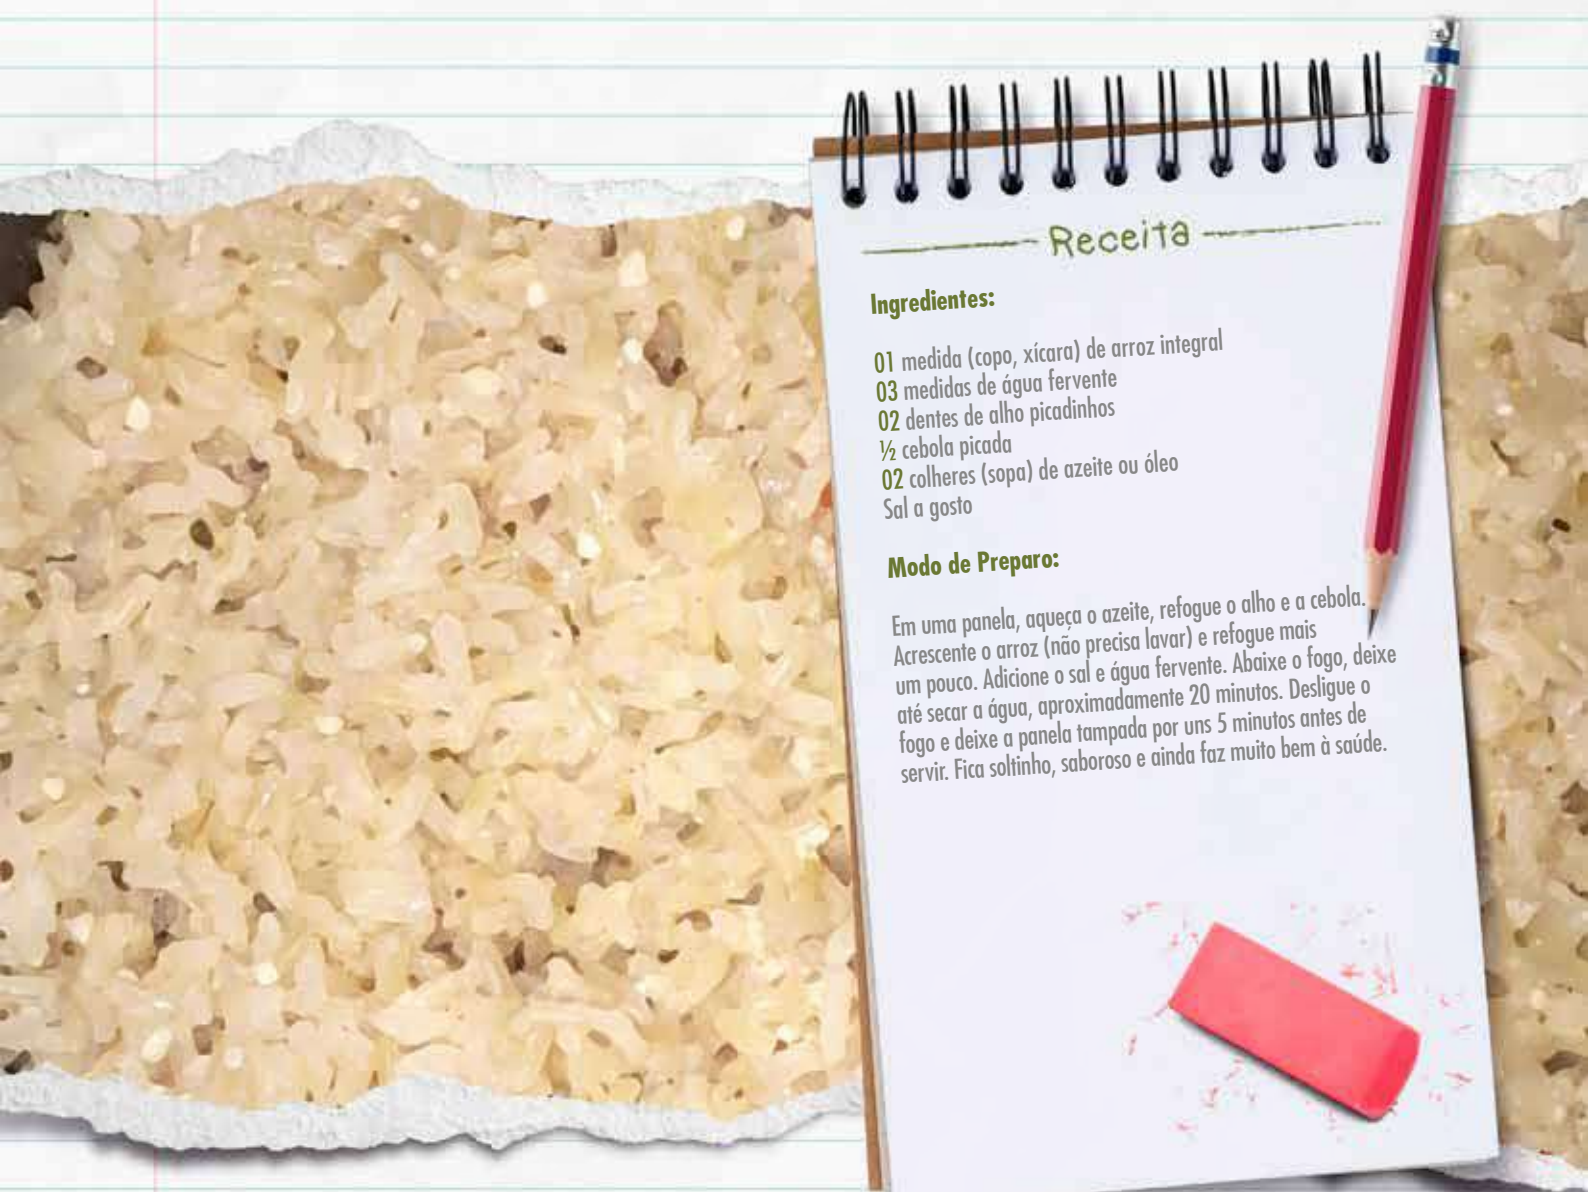 Receita
Ingredientes:
01 medida (copo, xícara) de arroz integral
03 medidas de água fervente
02 dentes de alho picadinhos
½ cebola picada
02 colheres (sopa) de azeite ou óleo
Sal a gosto
Modo de Preparo:
Em uma panela, aqueça o azeite, refogue o alho e a cebola.
Acrescente o arroz (não precisa lavar) e refogue mais
um pouco. Adicione o sal e água fervente. Abaixe o fogo, deixe
até secar a água, aproximadamente 20 minutos. Desligue o
fogo e deixe a panela tampada por uns 5 minutos antes de
servir. Fica soltinho, saboroso e ainda faz muito bem à saúde.